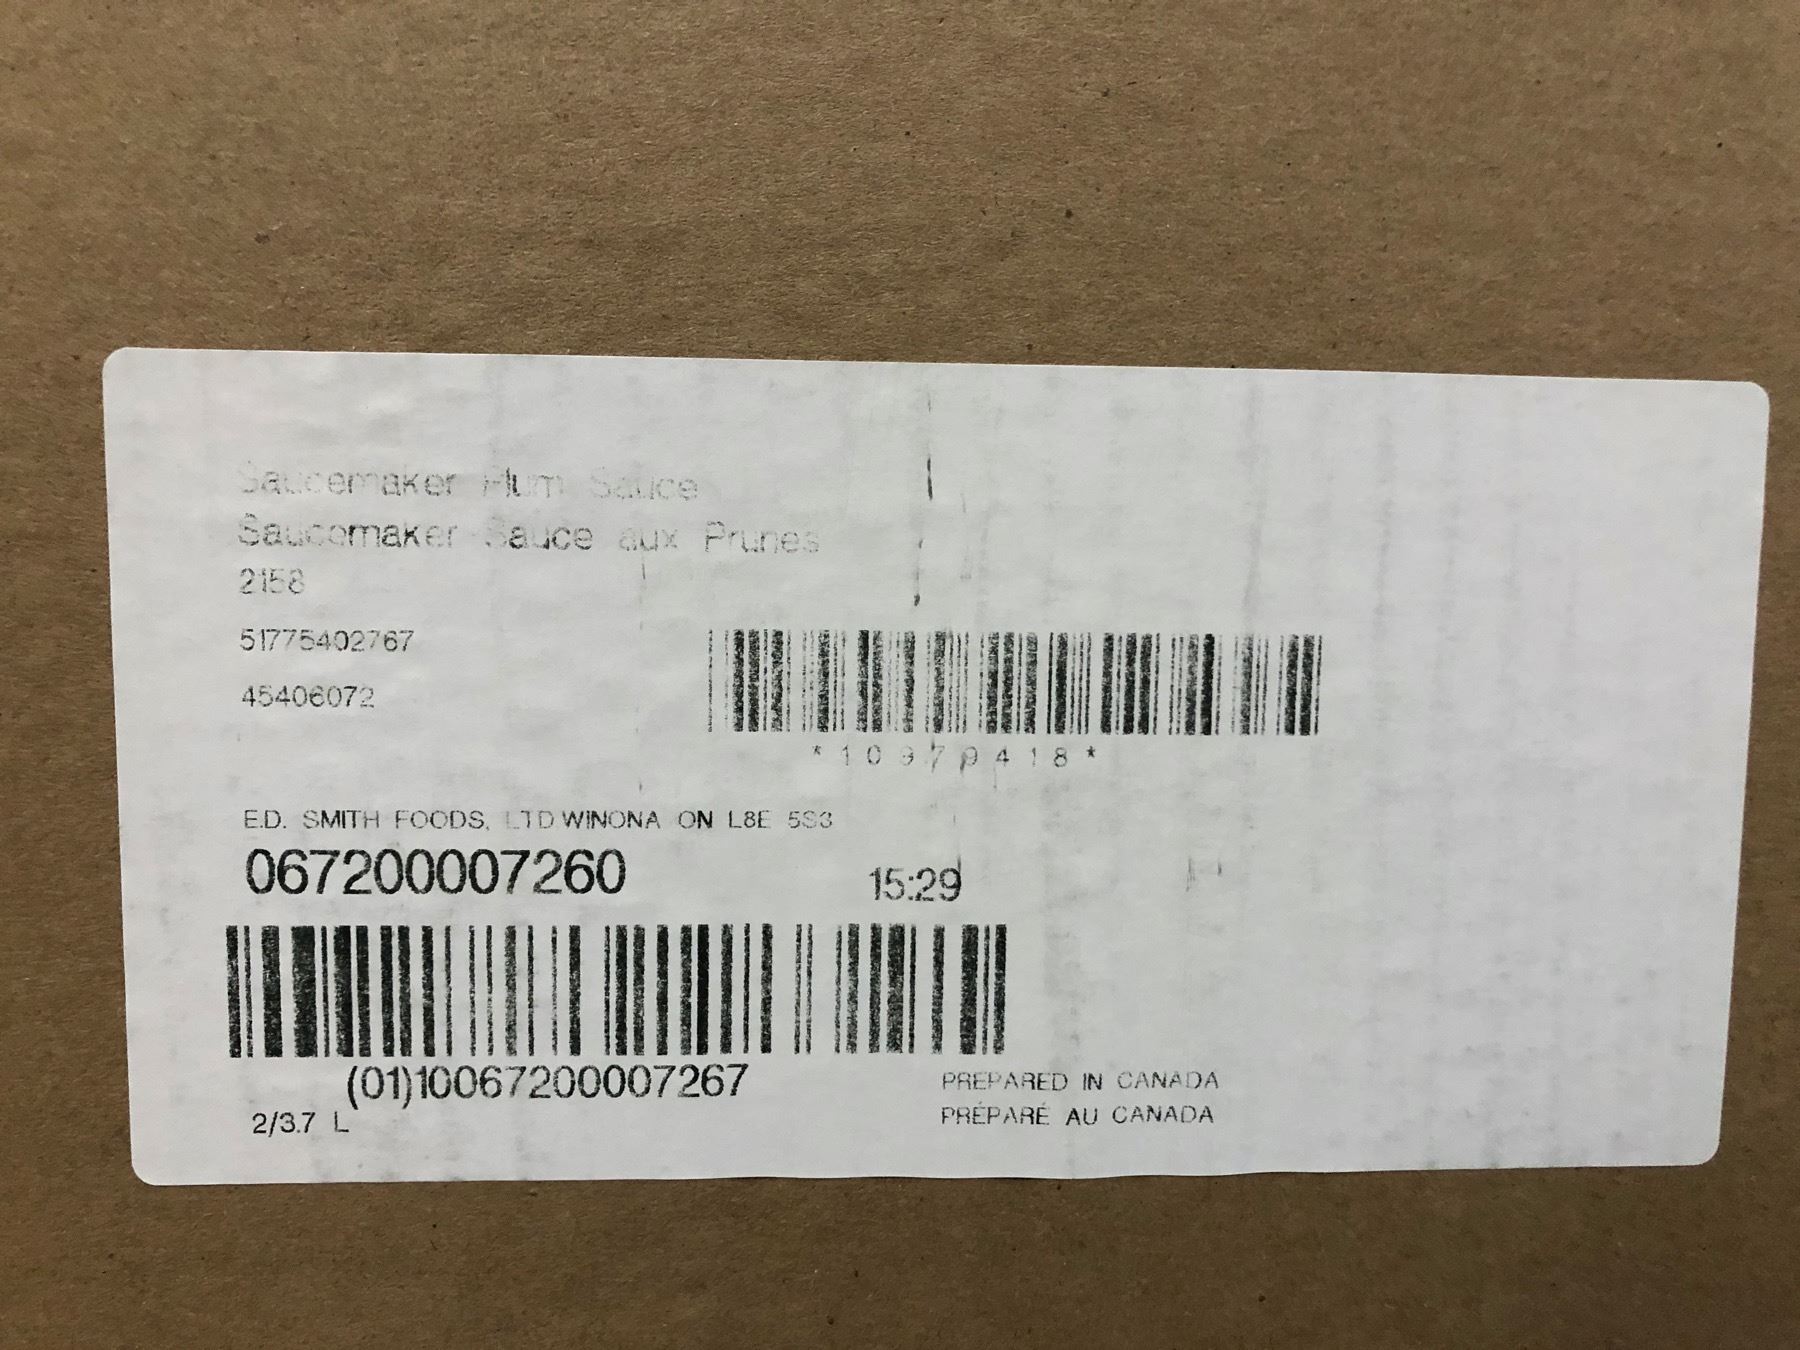 Saucemaker Plum Sauce
Saucemaker Sauce aux Prunes
2158
51775402767
45406072
*10979418*
E.D. SMITH FOODS, LTD WINONA ON L8E 5S3
067200007260
15:29
(01)10067200007267
2/3.7 L
PREPARED IN CANADA
PRÉPARÉ AU CANADA